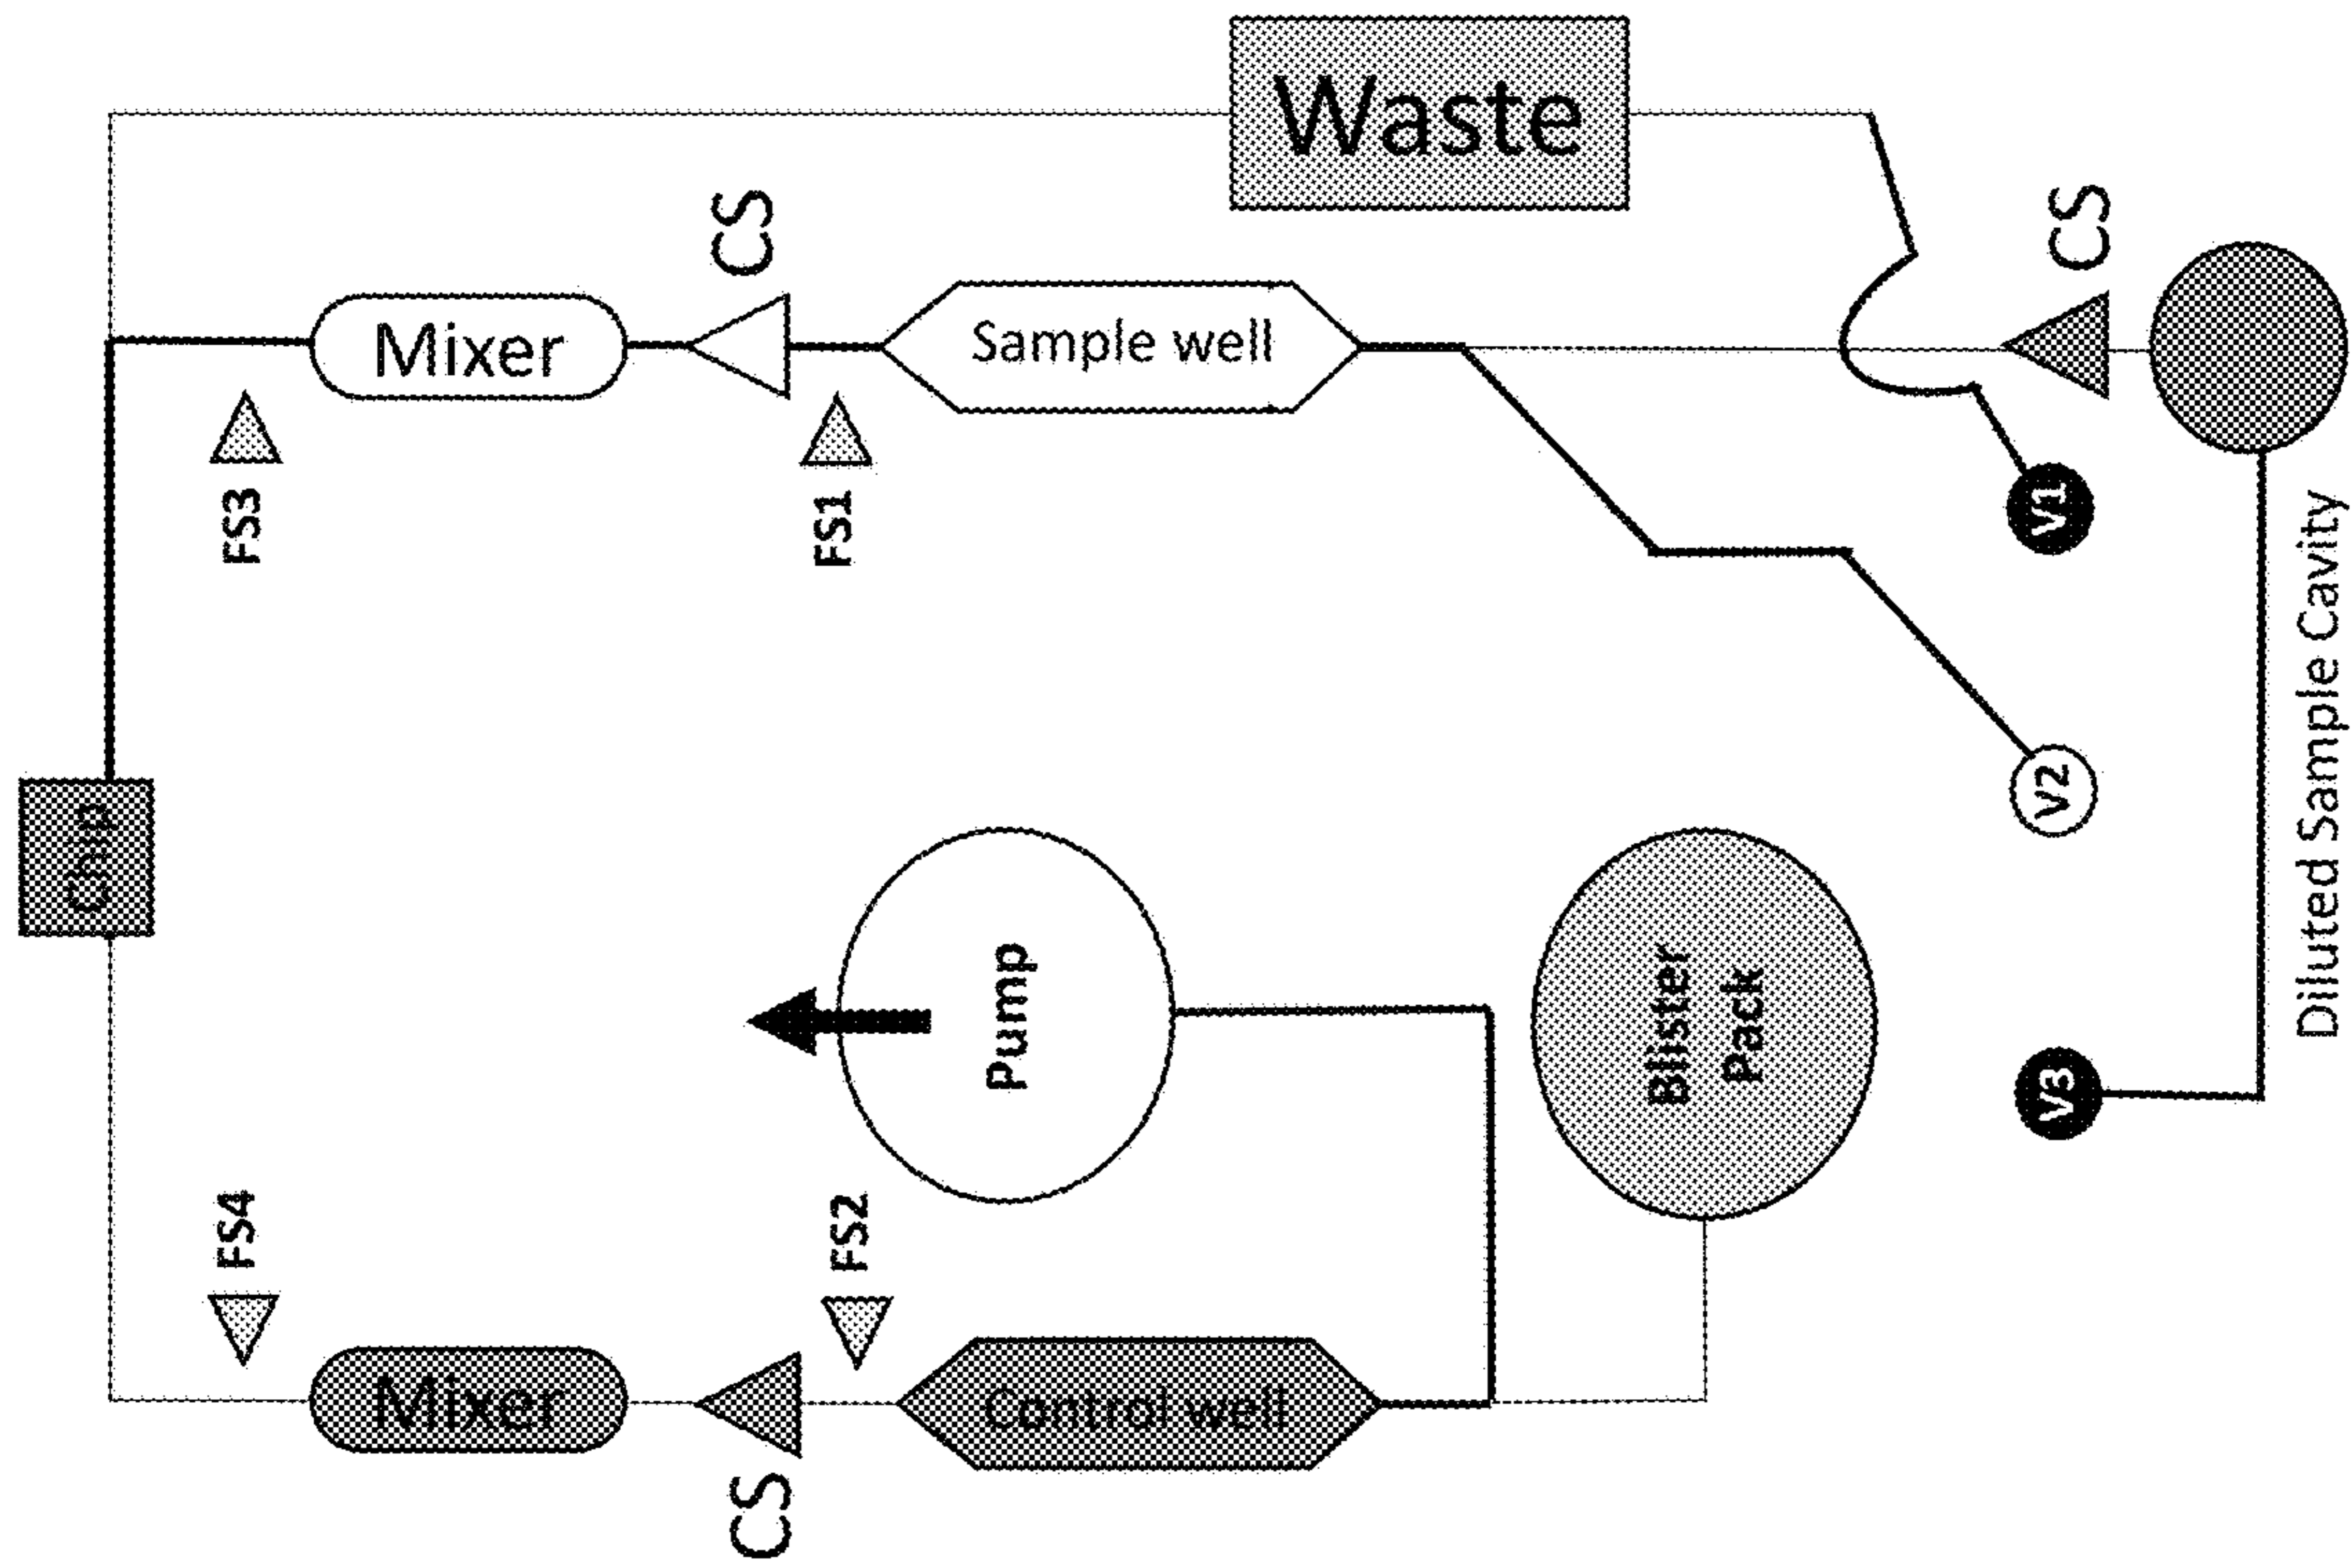 Waste
CS
CS
Mixer
Sample well
FS3
FS1
V1
Chip
V2
Pump
Blister
Pack
Diluted Sample Cavity
V3
FS4
FS2
Mixer
Control well
CS